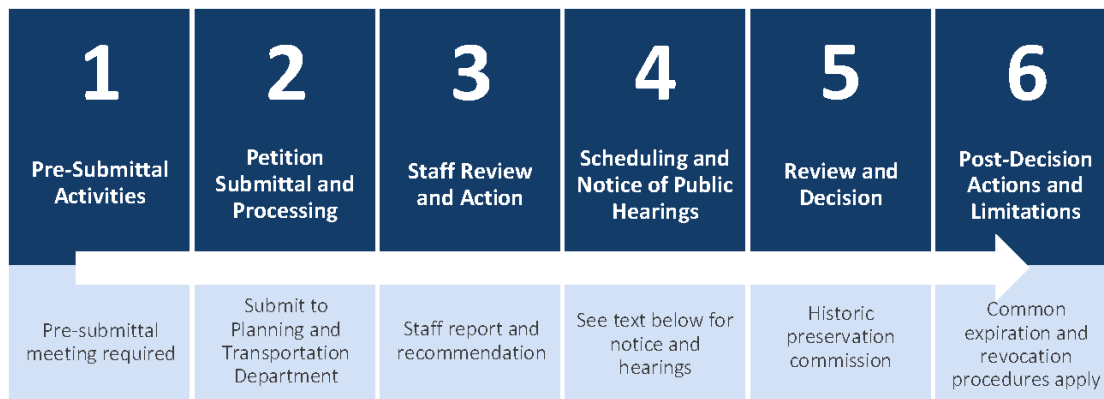 1
Pre-Submittal
Activities
Pre-submittal
meeting required
2
Petition
Submittal and
Processing
Submit to
Planning and
Transportation
Department
3
Staff Review
and Action
Staff report and
recommendation
4
Scheduling and
Notice of Public
Hearings
See text below for
notice and
hearings
5
Review and
Decision
Historic
preservation
commission
6
Post-Decision
Actions and
Limitations
Common
expiration and
revocation
procedures apply